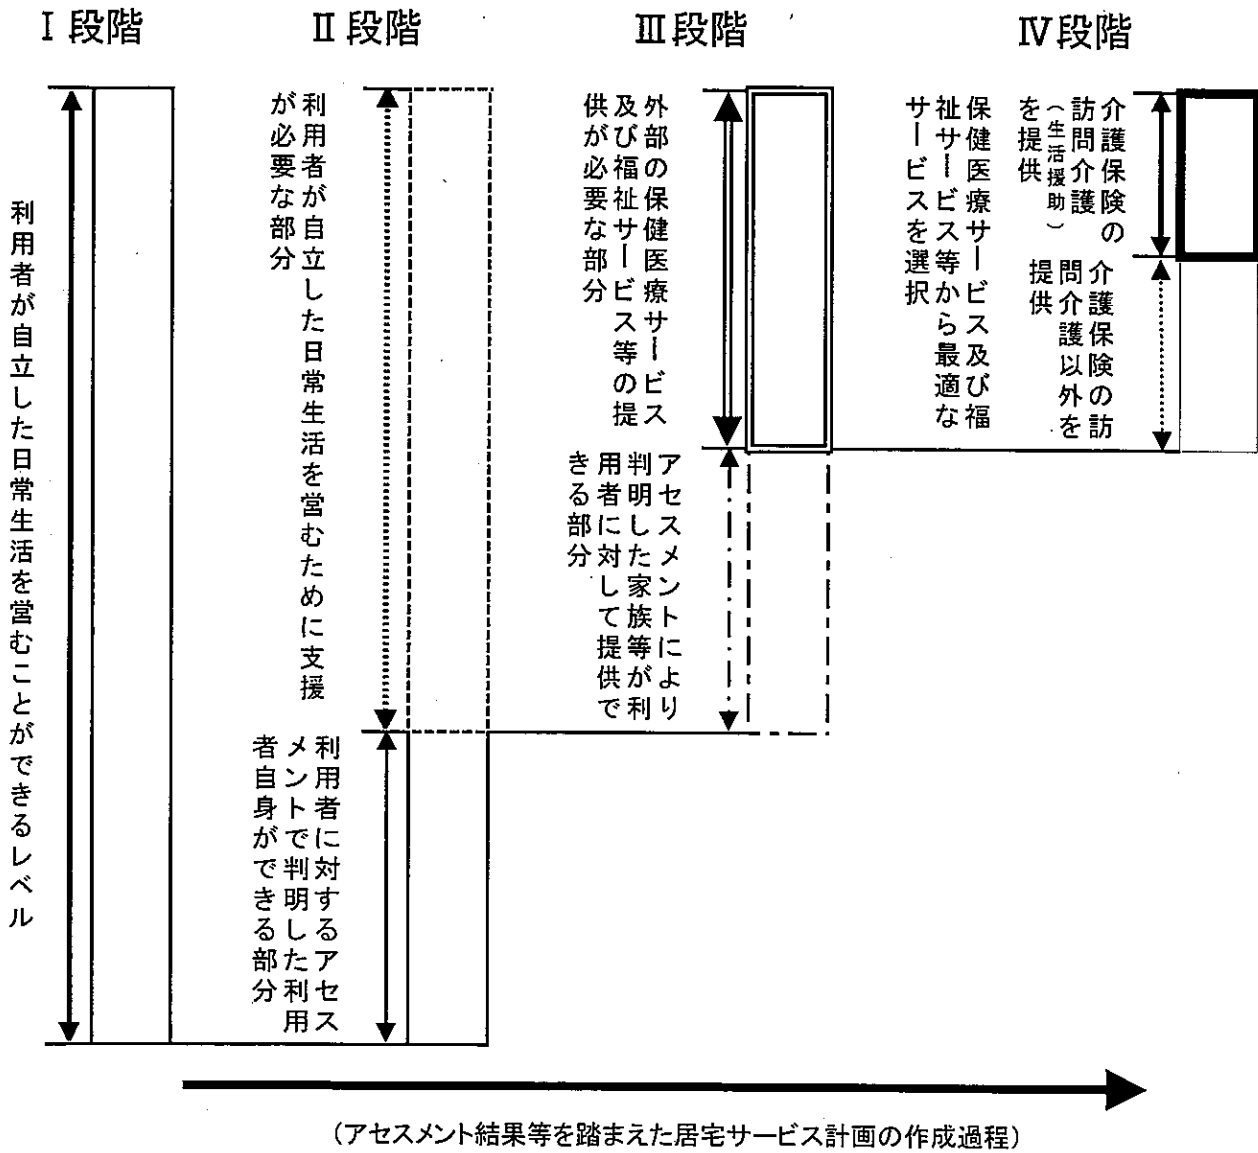 Ⅰ段階
Ⅱ段階
Ⅲ段階
Ⅳ段階
利用者が自立した日常生活を営むことができるレベル
利用者が自立した日常生活を営むために支援
が必要な部分
利用者に対するアセス
メントで判明した利用
者自身ができる部分
外部の保健医療サービス
及び福祉サービス等の提
供が必要な部分
アセスメントにより
判明した家族等が利
用者に対して提供で
きる部分
保健医療サービス及び福
祉サービス等から最適な
サービスを選択
介護保険の
訪問介護
(生活援助)
を提供
介護保険の訪
問介護以外を
提供
(アセスメント結果等を踏まえた居宅サービス計画の作成過程)